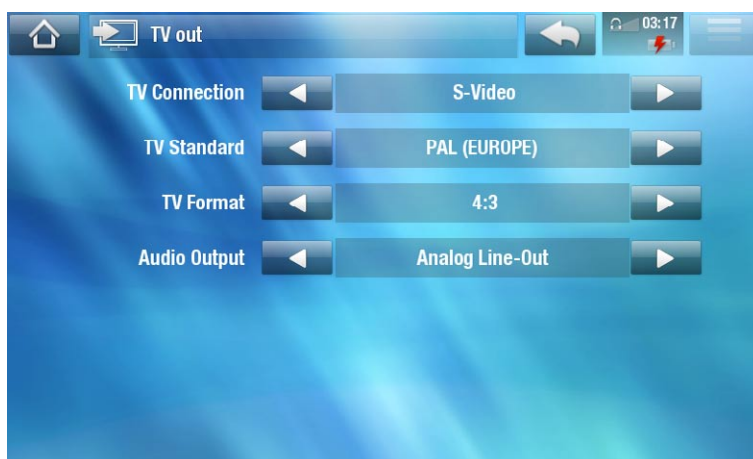 TV out
03:17
TV Connection S-Video
TV Standard PAL (EUROPE)
TV Format 4:3
Audio Output Analog Line-Out